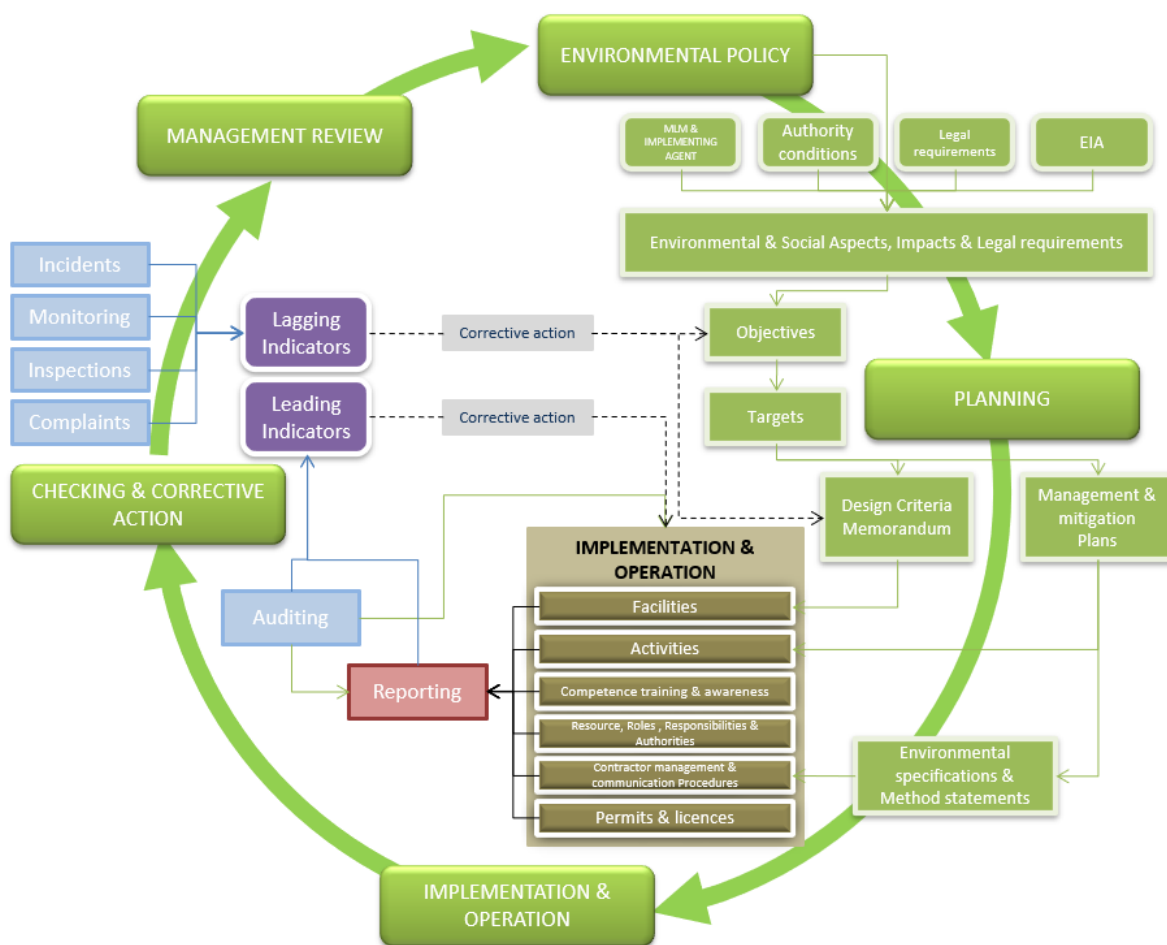 ENVIRONMENTAL POLICY
MANAGEMENT REVIEW
MLM &
IMPLEMENTING
AGENT
Authority
conditions
Legal
requirements
EIA
Environmental & Social Aspects, Impacts & Legal requirements
Incidents
Monitoring
Inspections
Complaints
Lagging
Indicators
Corrective action
Objectives
Leading
Indicators
Corrective action
Targets
PLANNING
CHECKING & CORRECTIVE
ACTION
Design Criteria
Memorandum
Management &
mitigation
Plans
IMPLEMENTATION &
OPERATION
Facilities
Activities
Competence training & awareness
Resource, Roles , Responsibilities &
Authorities
Contractor management &
communication Procedures
Permits & licences
Auditing
Reporting
Environmental
specifications &
Method statements
IMPLEMENTATION &
OPERATION